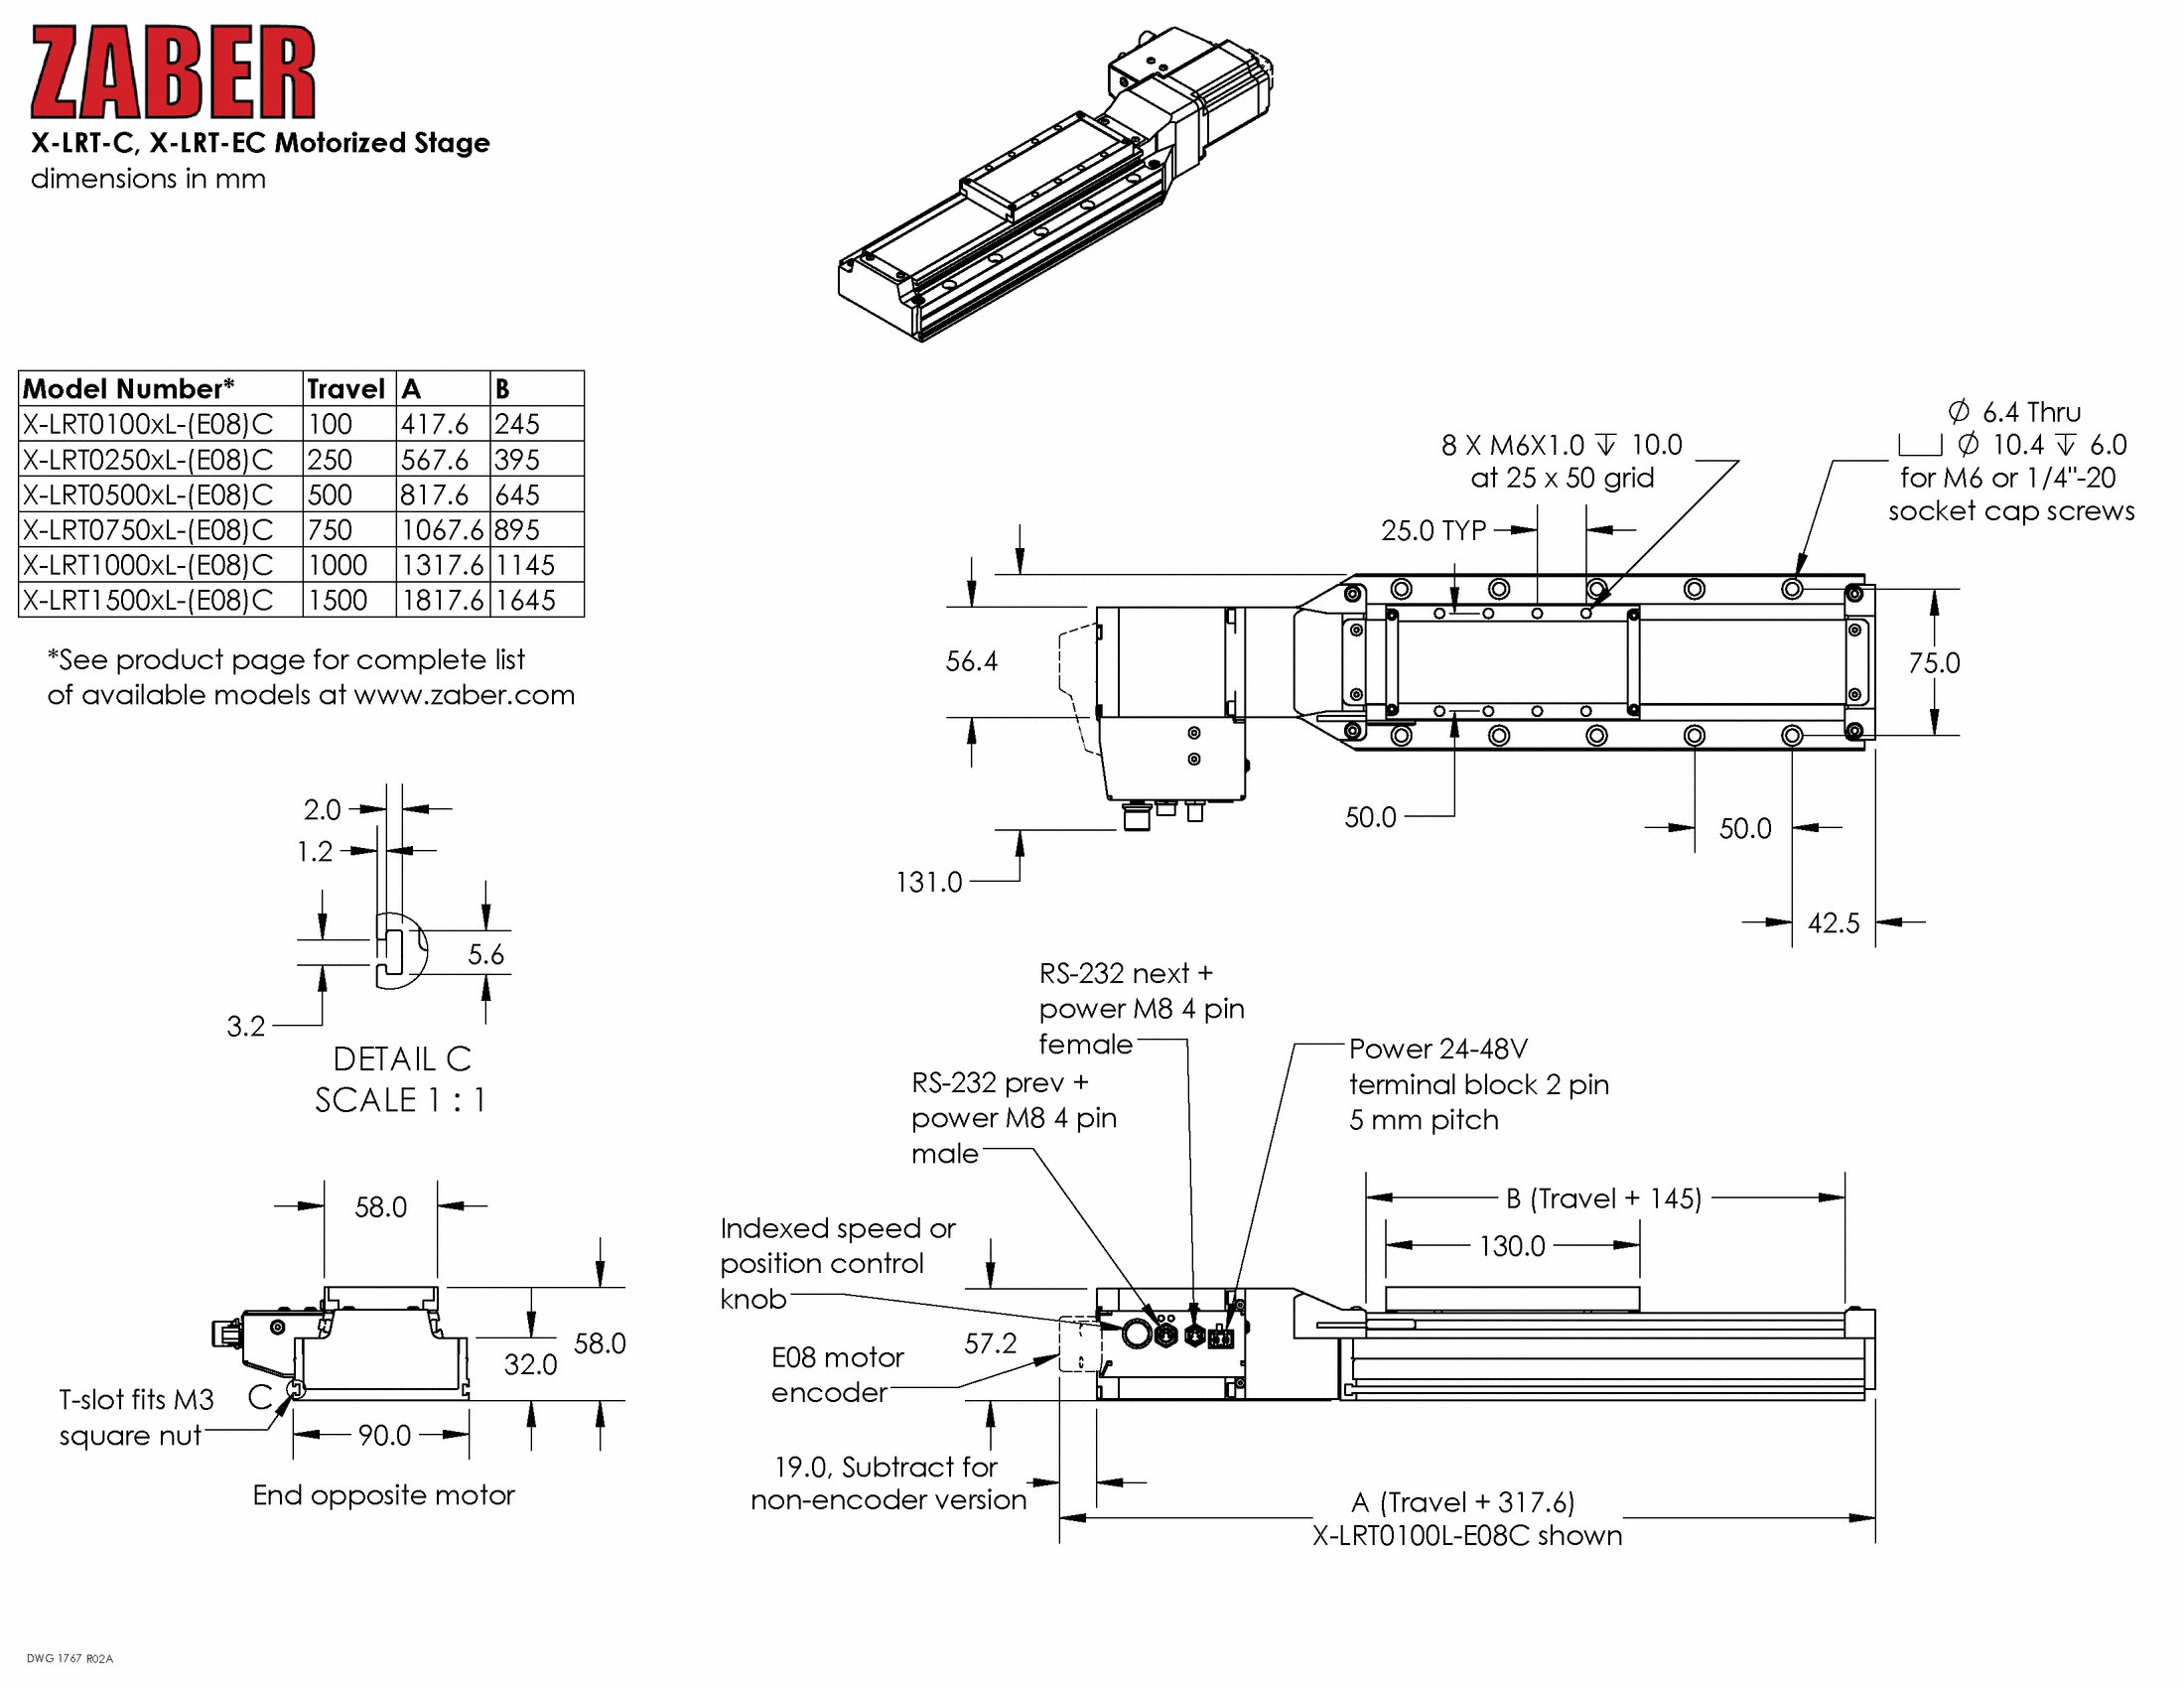 ZABER
X-LRT-C, X-LRT-EC Motorized Stage
dimensions in mm
Model Number* Travel A B
X-LRT0100xL-(E08)C 100 417.6 245
X-LRT0250xL-(E08)C 250 567.6 395
X-LRT0500xL-(E08)C 500 817.6 645
X-LRT0750xL-(E08)C 750 1067.6 895
X-LRT1000xL-(E08)C 1000 1317.6 1145
X-LRT1500xL-(E08)C 1500 1817.6 1645
*See product page for complete list
of available models at www.zaber.com
8 X M6X1.0 ↧ 10.0
at 25 x 50 grid
25.0 TYP
⌀ 6.4 Thru
⌴ ⌀ 10.4 ↧ 6.0
for M6 or 1/4"-20
socket cap screws
56.4
75.0
50.0
50.0
131.0
42.5
2.0
1.2
5.6
3.2
DETAIL C
SCALE 1 : 1
RS-232 next +
power M8 4 pin
female
RS-232 prev +
power M8 4 pin
male
Power 24-48V
terminal block 2 pin
5 mm pitch
Indexed speed or
position control
knob
57.2
E08 motor
encoder
B (Travel + 145)
130.0
19.0, Subtract for
non-encoder version
A (Travel + 317.6)
X-LRT0100L-E08C shown
58.0
58.0
32.0
T-slot fits M3
square nut
C
90.0
End opposite motor
DWG 1767 R02A